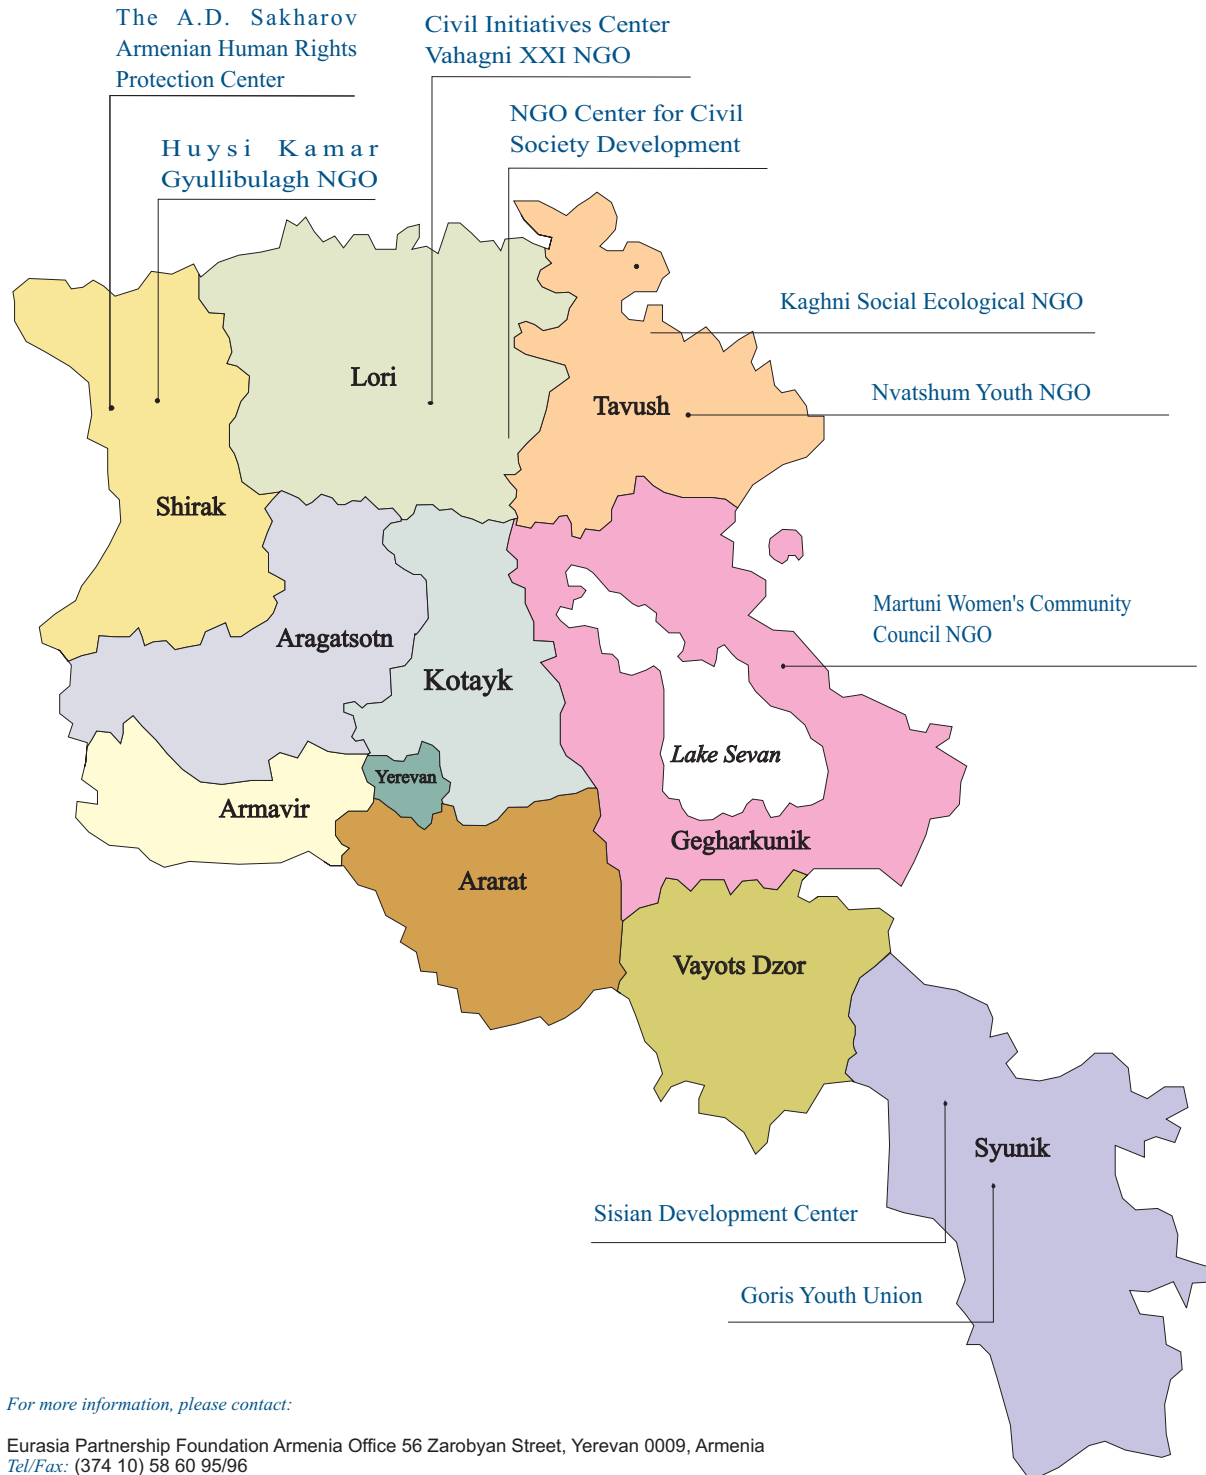 The A.D. Sakharov
Armenian Human Rights
Protection Center
Civil Initiatives Center
Vahagni XXI NGO
NGO Center for Civil
Society Development
Huysi Kamar
Gyullibulagh NGO
Kaghni Social Ecological NGO
Lori
Nvatshum Youth NGO
Tavush
Shirak
Martuni Women's Community
Council NGO
Aragatsotn
Kotayk
Lake Sevan
Yerevan
Armavir
Gegharkunik
Ararat
Vayots Dzor
Syunik
Sisian Development Center
Goris Youth Union
For more information, please contact:
Eurasia Partnership Foundation Armenia Office 56 Zarobyan Street, Yerevan 0009, Armenia
Tel/Fax: (374 10) 58 60 95/96